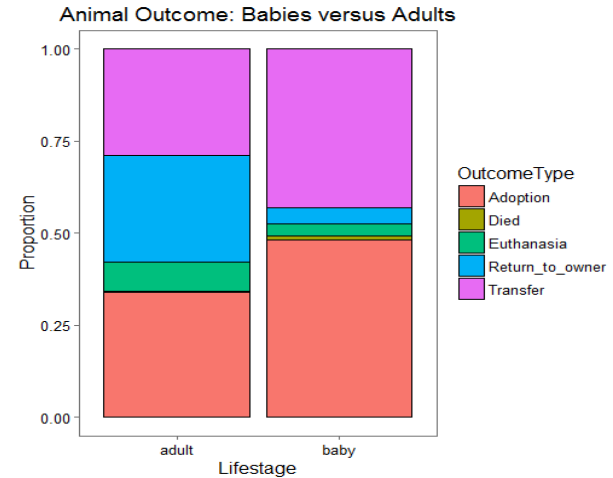 Animal Outcome: Babies versus Adults
1.00
0.75
0.50
0.25
0.00
Proportion
adult
baby
Lifestage
OutcomeType
Adoption
Died
Euthanasia
Return_to_owner
Transfer